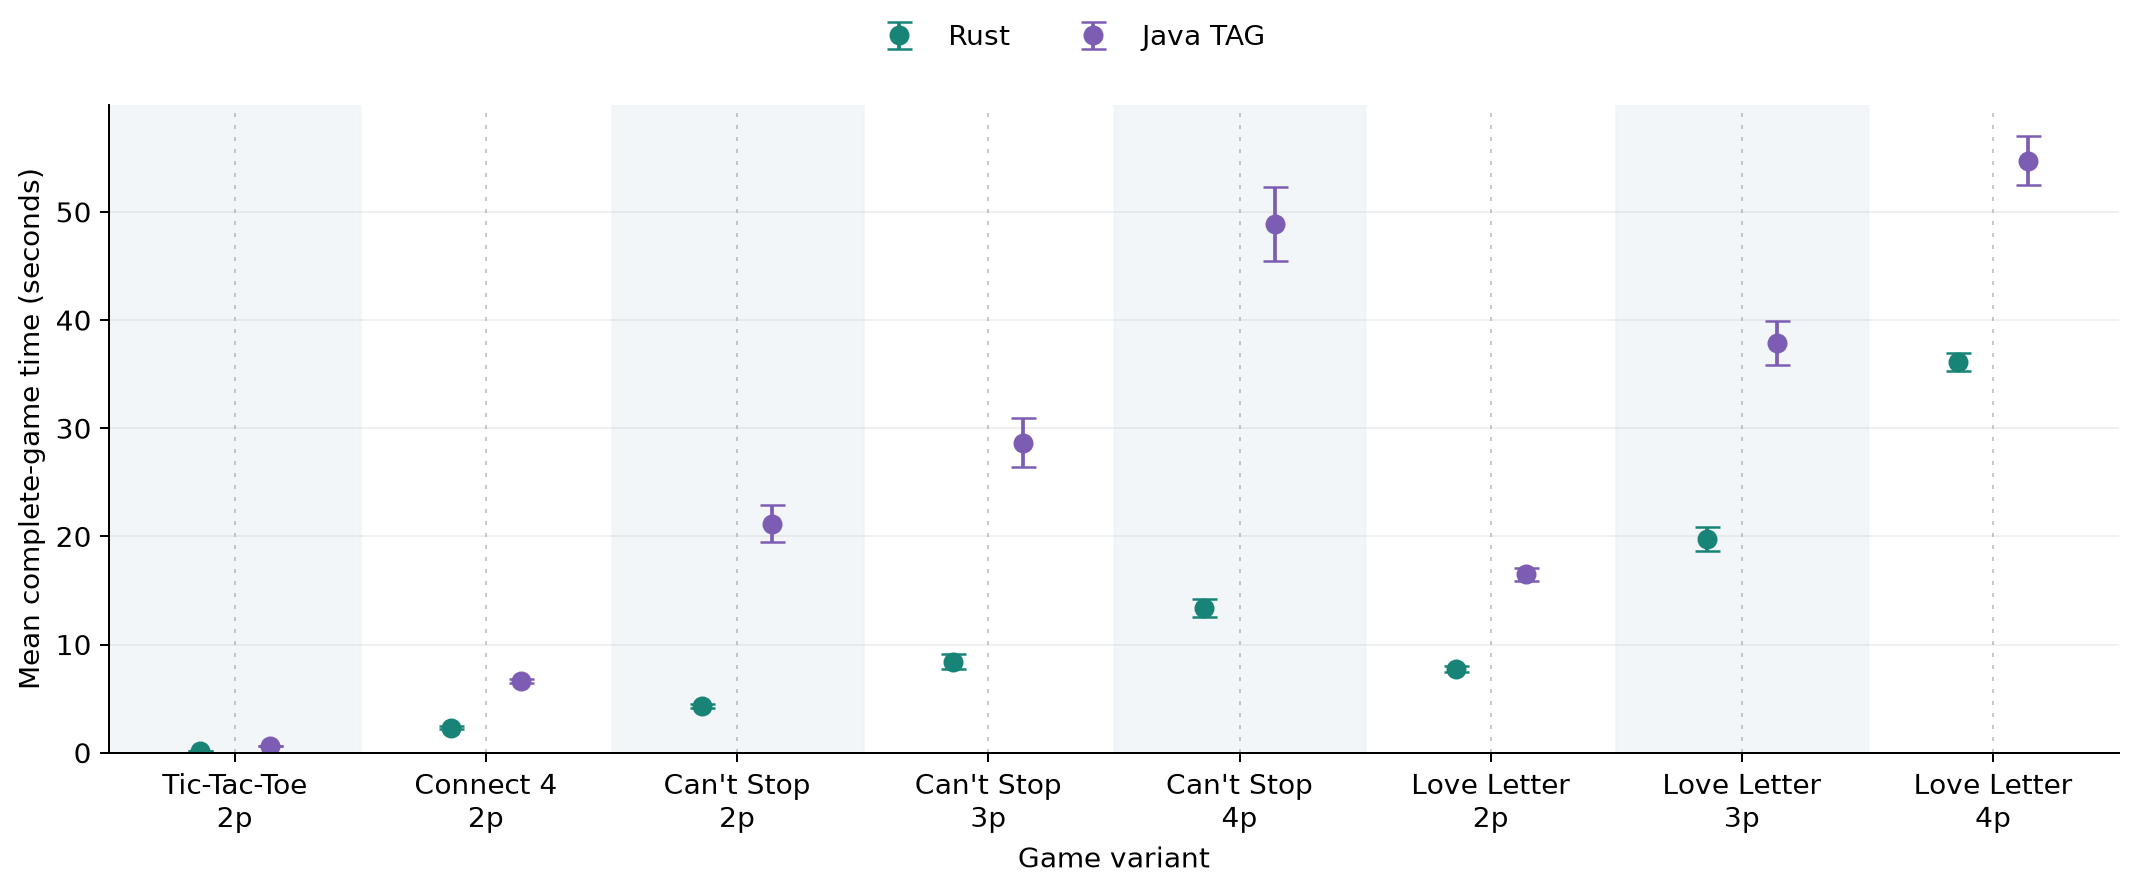 Rust Java TAG
Mean complete-game time (seconds)
50
40
30
20
10
0
Tic-Tac-Toe Connect 4 Can't Stop Can't Stop Can't Stop Love Letter Love Letter Love Letter
2p 2p 2p 3p 4p 2p 3p 4p
Game variant